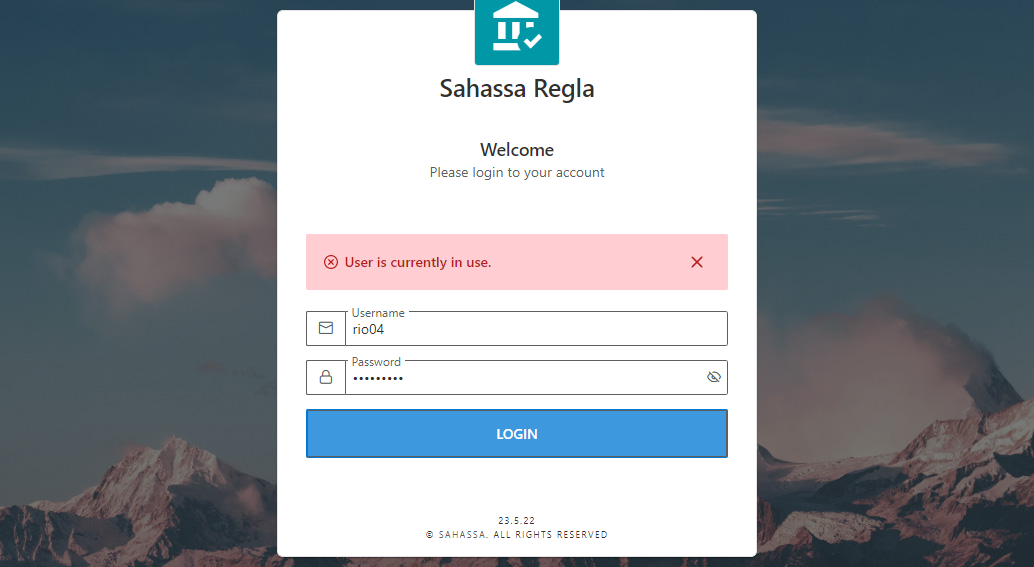 Sahassa Regla
Welcome
Please login to your account
User is currently in use.
Username
rio04
Password
•••••••••
LOGIN
23.5.22
© SAHASSA. ALL RIGHTS RESERVED